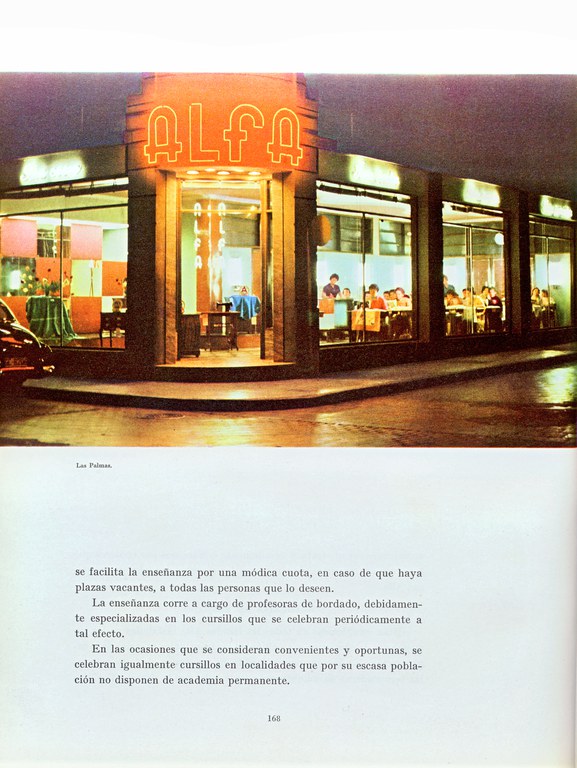 ALFA
ALFA
ALFA
Las Palmas.
se facilita la enseñanza por una módica cuota, en caso de que haya
plazas vacantes, a todas las personas que lo deseen.
La enseñanza corre a cargo de profesoras de bordado, debidamen-
te especializadas en los cursillos que se celebran periódicamente a
tal efecto.
En las ocasiones que se consideran convenientes y oportunas, se
celebran igualmente cursillos en localidades que por su escasa pobla-
ción no disponen de academia permanente.
168